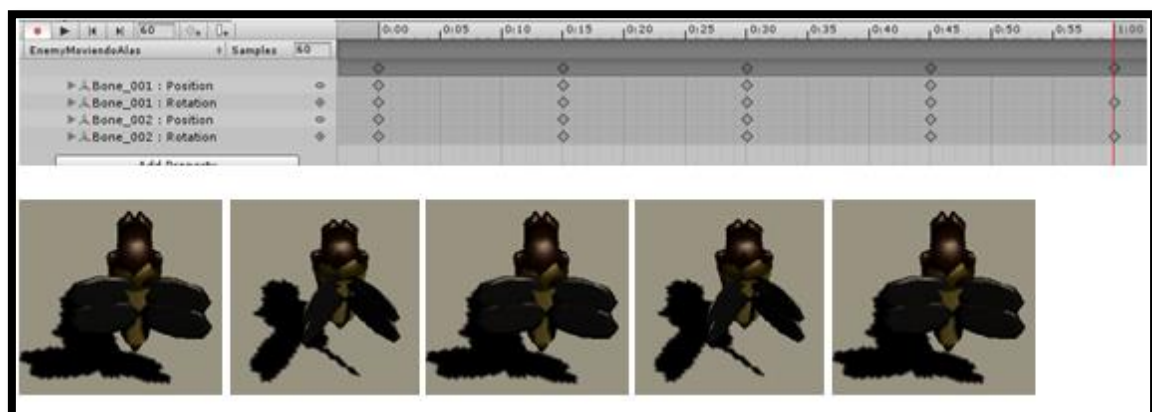 60 0:00 0:05 0:10 0:15 0:20 0:25 0:30 0:35 0:40 0:45 0:50 0:55 1:00
EnemyMoviendoAlas Samples 60
Bone_001 : Position
Bone_001 : Rotation
Bone_002 : Position
Bone_002 : Rotation
Add Property